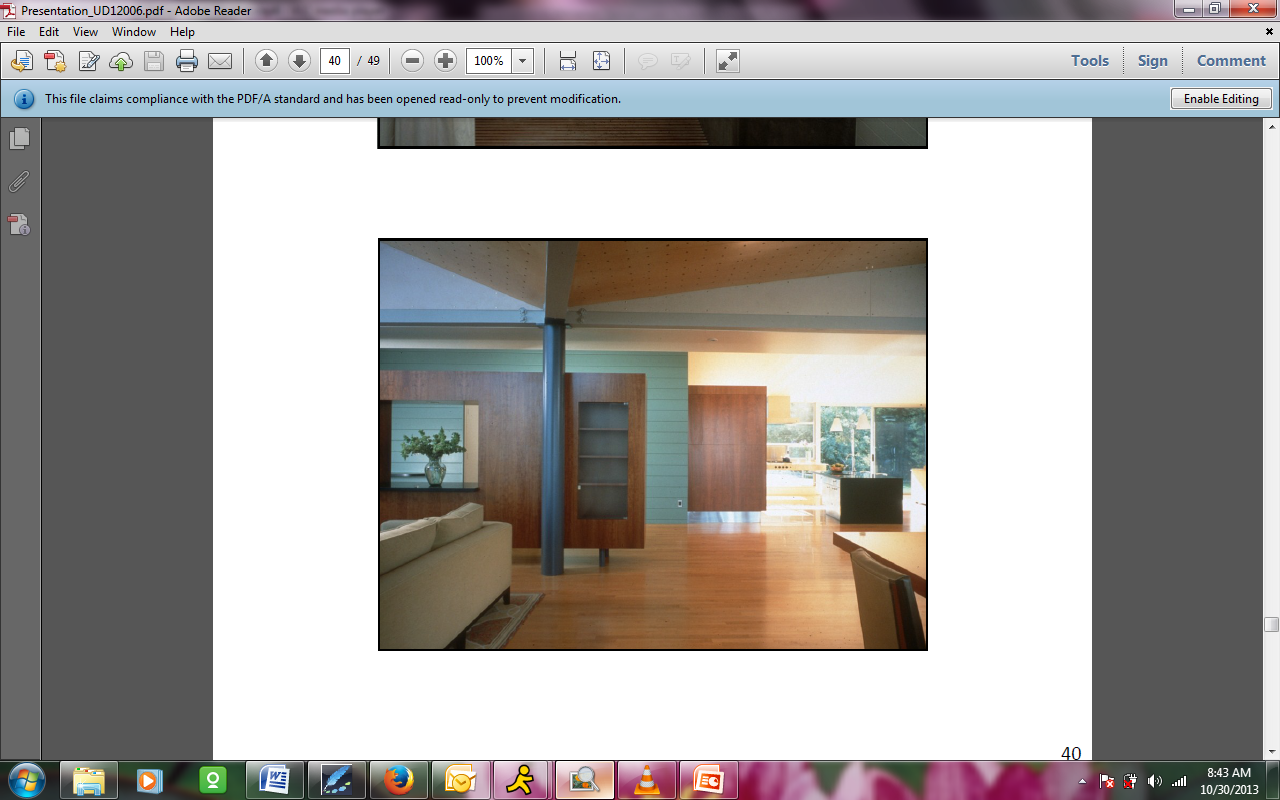 Presentation_UD12006.pdf - Adobe Reader
File Edit View Window Help
40 / 49 100% Tools Sign Comment
This file claims compliance with the PDF/A standard and has been opened read-only to prevent modification. Enable Editing
40
8:43 AM
10/30/2013